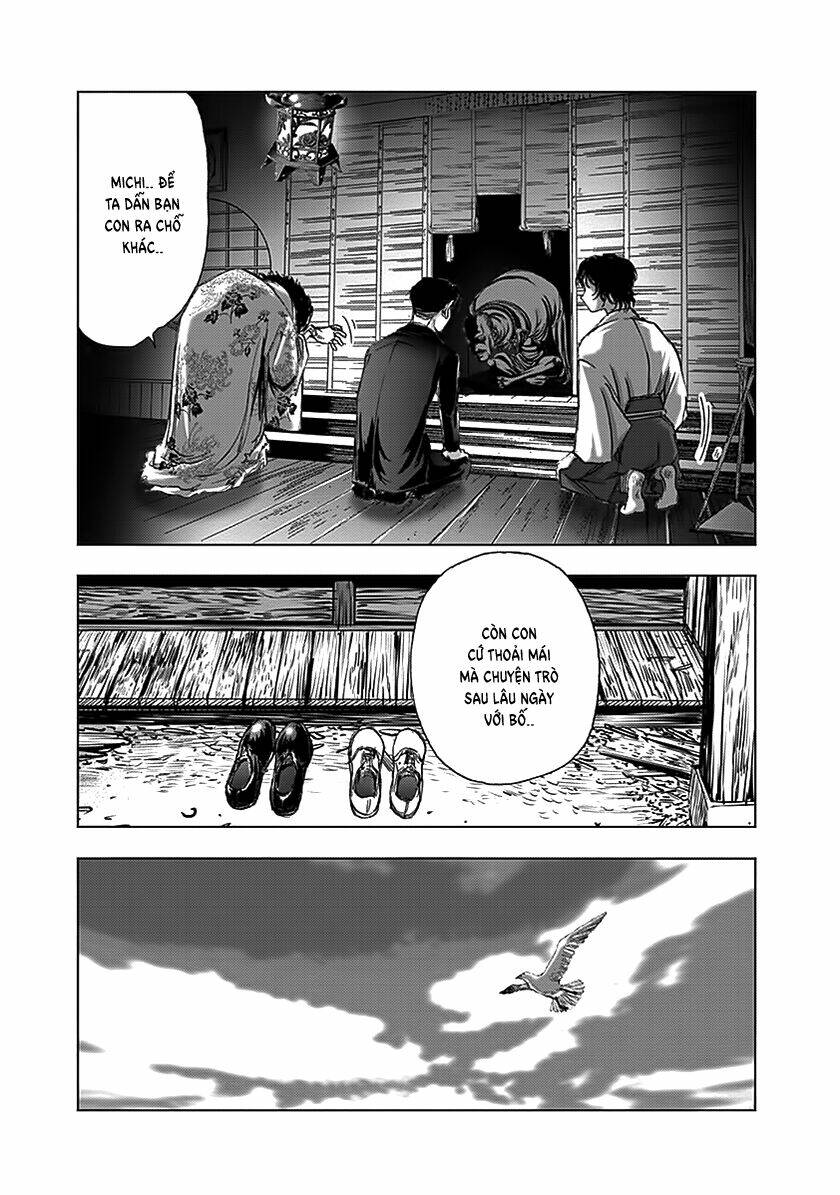 MICHI.. ĐỂ
TA DẪN BẠN
CON RA CHỖ
KHÁC..
CÒN CON
CỨ THOẢI MÁI
MÀ CHUYỆN TRÒ
SAU LÂU NGÀY
VỚI BỐ..